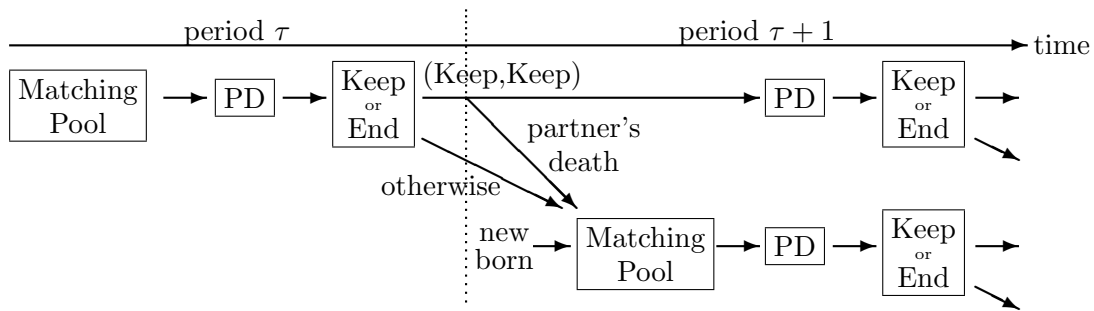 period τ
period τ + 1
time
Matching
Pool
PD
Keep
or
End
(Keep,Keep)
PD
Keep
or
End
partner's
death
otherwise
new
born
Matching
Pool
PD
Keep
or
End